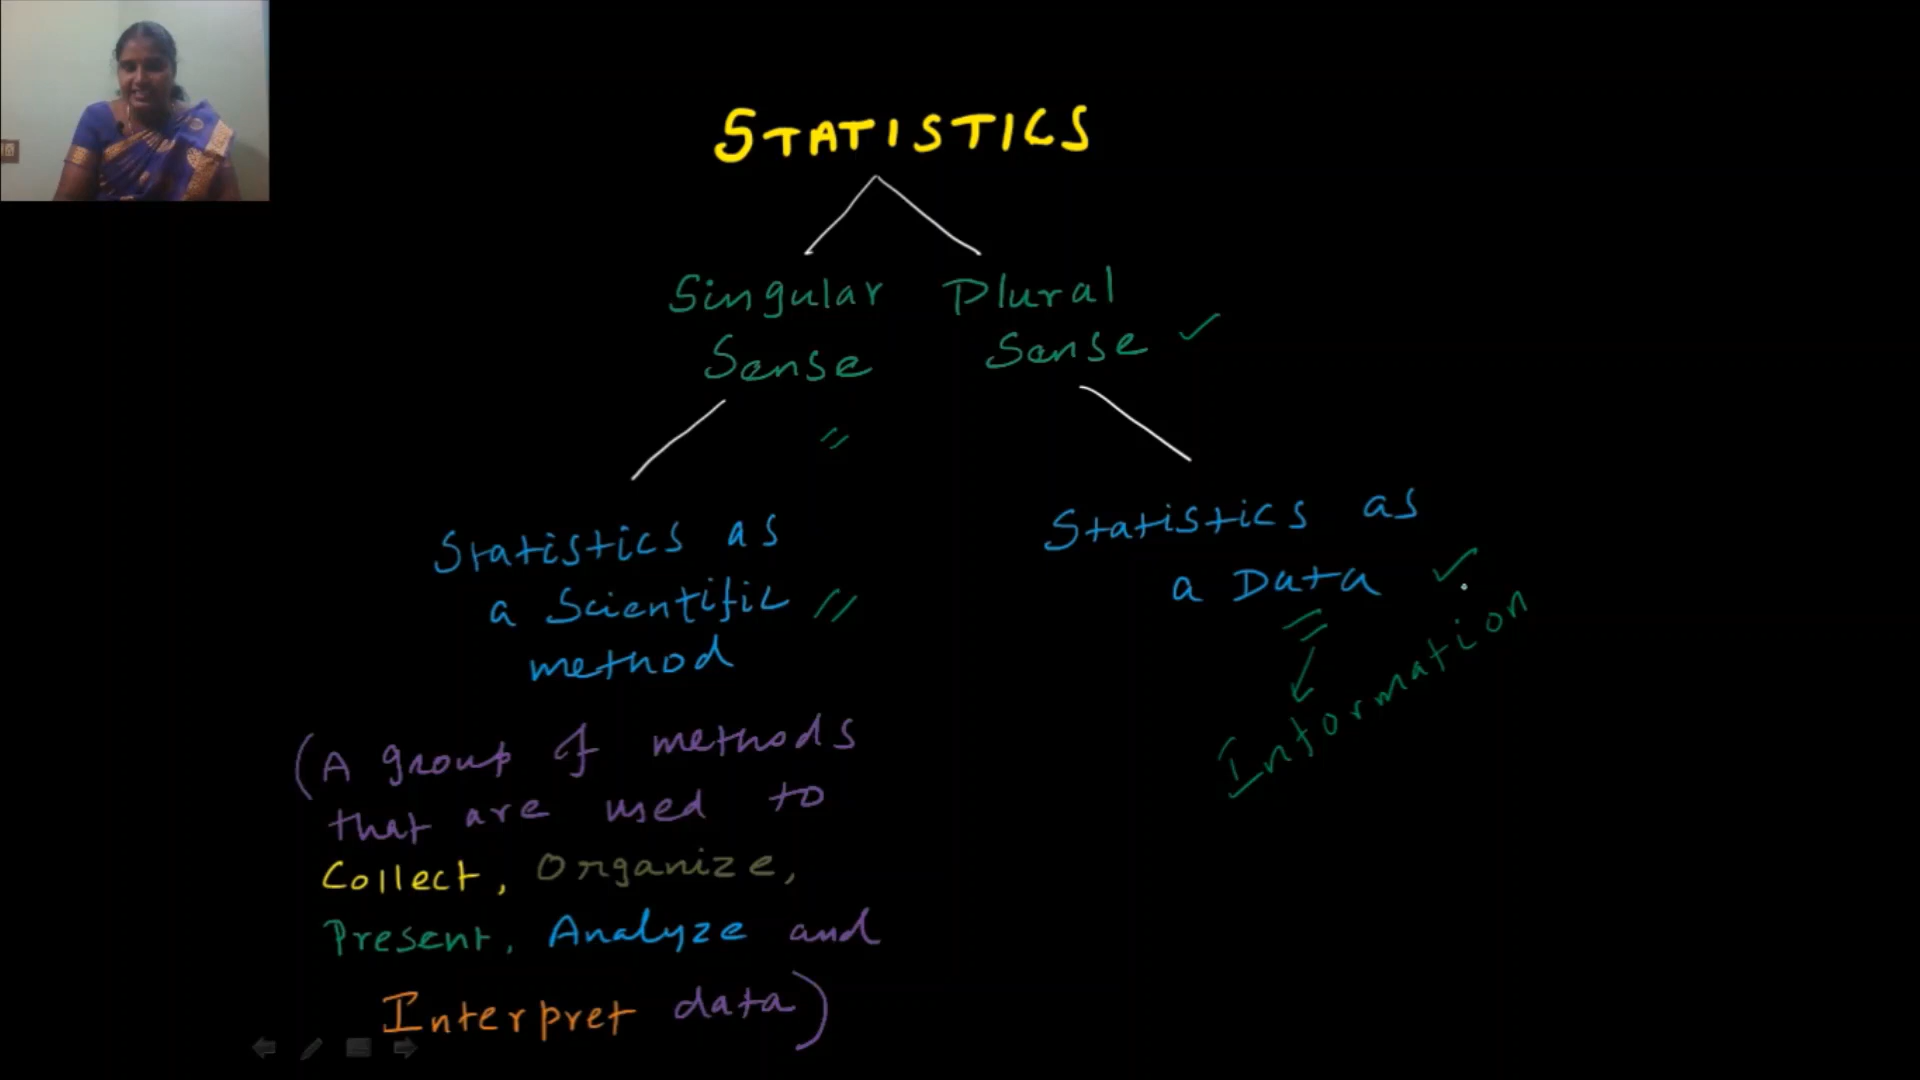 STATISTICS
Singular
Sense
Plural
Sense
Statistics as
a Scientific
method
(A group of methods
that are used to
Collect, Organize,
Present, Analyze and
Interpret data)
Statistics as
a Data
Information